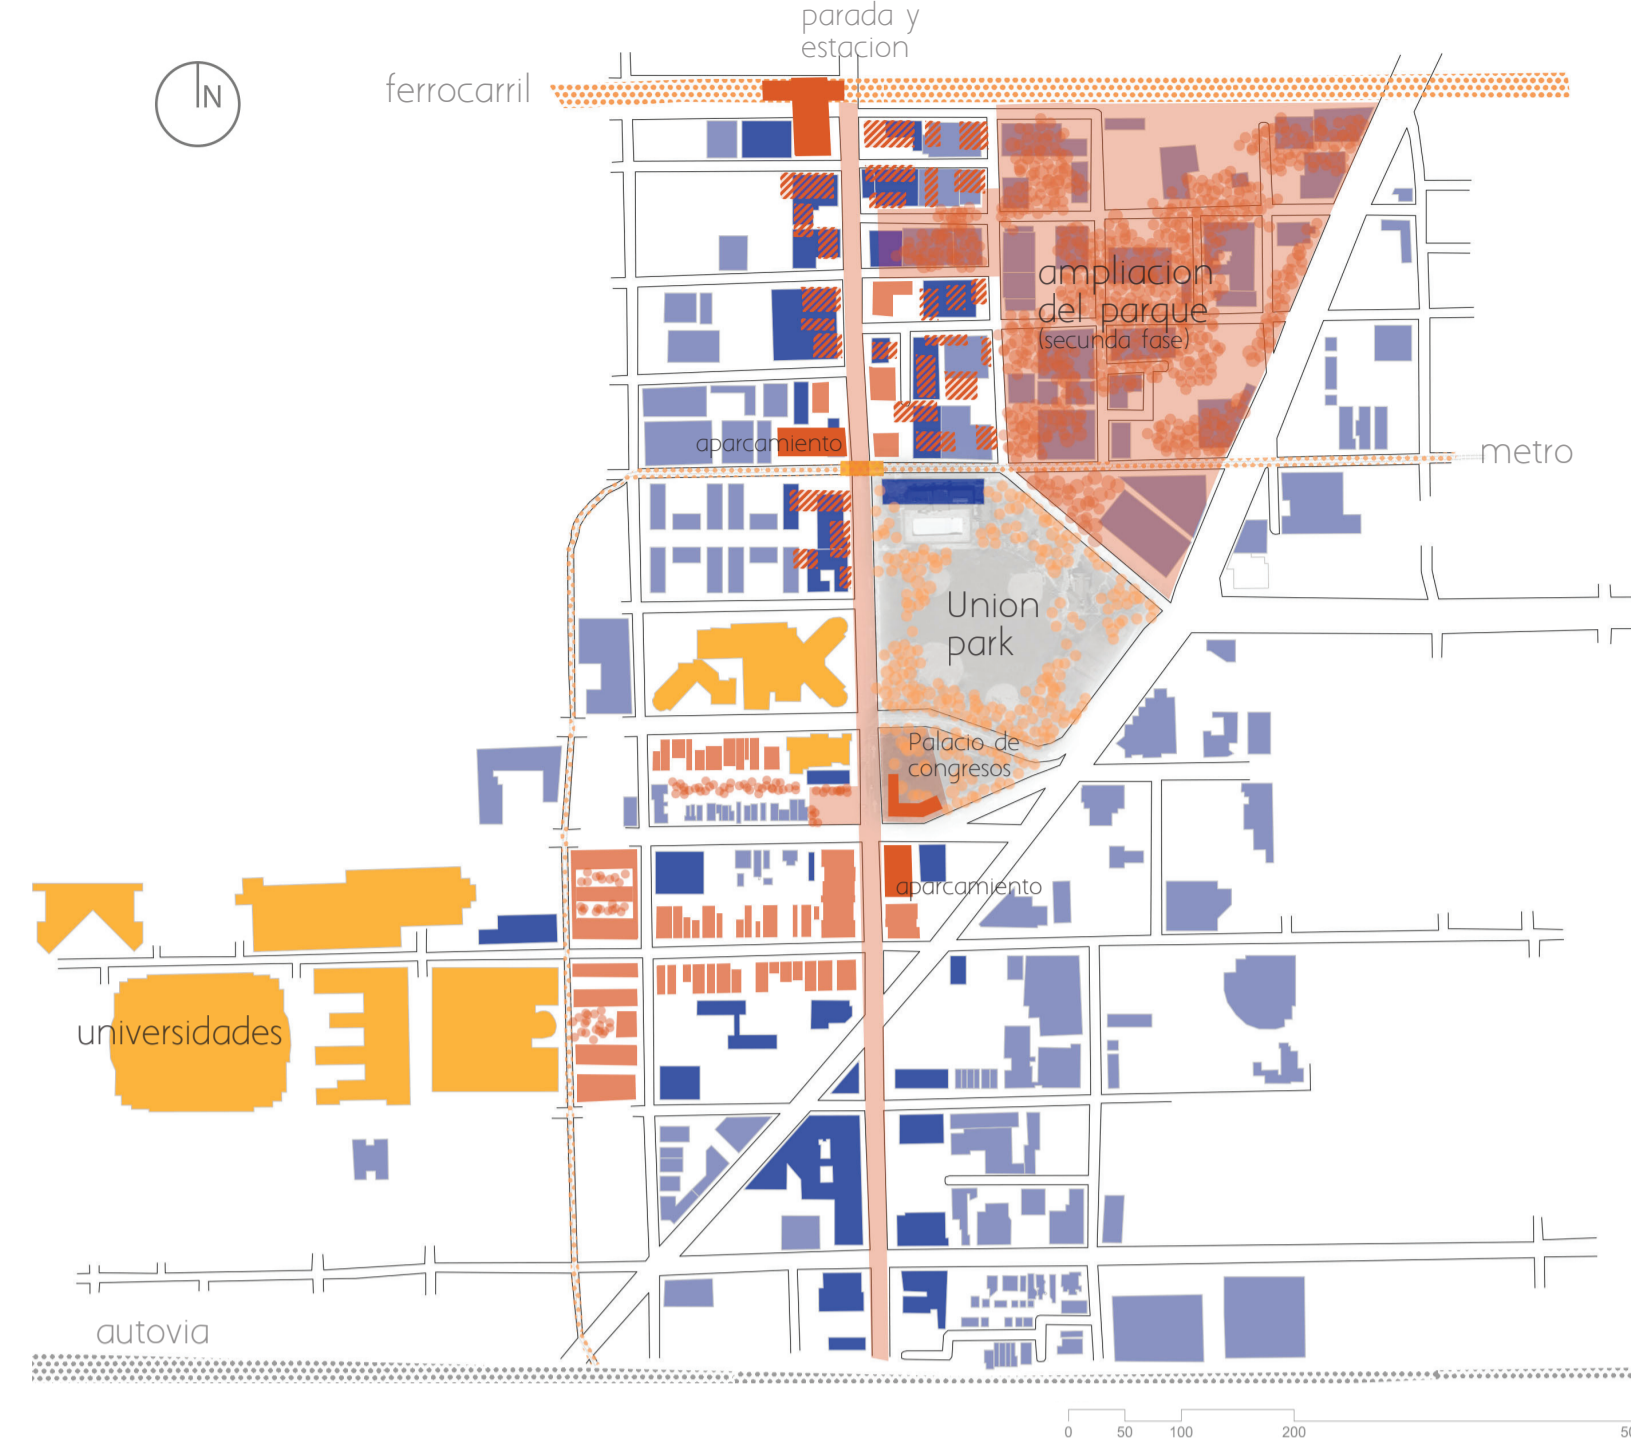 parada y
estacion
N
ferrocarril
ampliacion
del parque
(secunda fase)
aparcamiento
metro
Union
park
Palacio de
congresos
aparcamiento
universidades
autovia
0 50 100 200